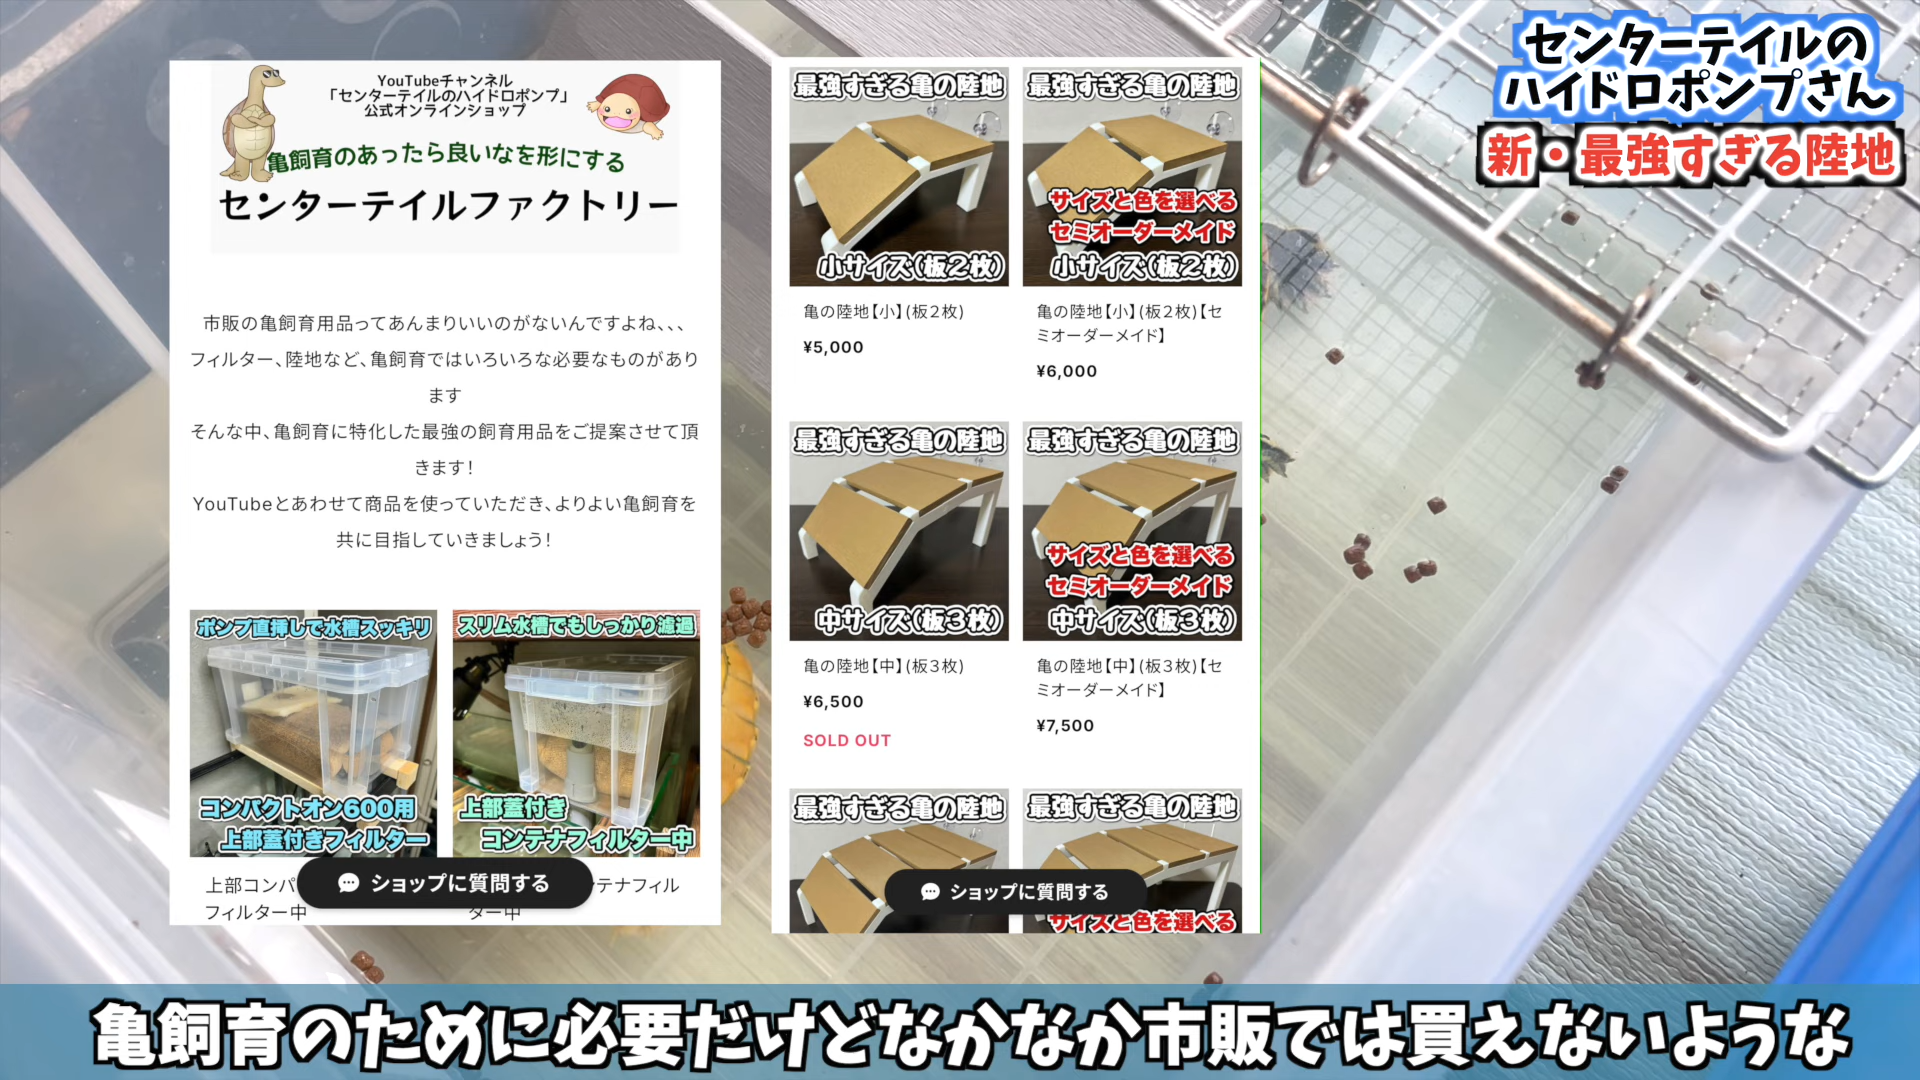 センターテイルの
ハイドロポンプさん
新・最強すぎる陸地
YouTubeチャンネル
「センターテイルのハイドロポンプ」
公式オンラインショップ
亀飼育のあったら良いなを形にする
センターテイルファクトリー
市販の亀飼育用品ってあんまりいいのがないんですよね、、、
フィルター、陸地など、亀飼育ではいろいろな必要なものがあり
ます
そんな中、亀飼育に特化した最強の飼育用品をご提案させて頂
きます!
YouTubeとあわせて商品を使っていただき、よりよい亀飼育を
共に目指していきましょう!
ポンプ直挿しで水槽スッキリ
コンパクトオン600用
上部蓋付きフィルター
スリム水槽でもしっかり濾過
上部蓋付き
コンテナフィルター中
上部コンパ
フィルター中
ンテナフィル
ター中
ショップに質問する
最強すぎる亀の陸地
小サイズ(板2枚)
亀の陸地【小】(板2枚)
¥5,000
最強すぎる亀の陸地
サイズと色を選べる
セミオーダーメイド
小サイズ(板2枚)
亀の陸地【小】(板2枚)【セ
ミオーダーメイド】
¥6,000
最強すぎる亀の陸地
中サイズ(板3枚)
亀の陸地【中】(板3枚)
¥6,500
SOLD OUT
最強すぎる亀の陸地
サイズと色を選べる
セミオーダーメイド
中サイズ(板3枚)
亀の陸地【中】(板3枚)【セ
ミオーダーメイド】
¥7,500
最強すぎる亀の陸地
最強すぎる亀の陸地
サイズと色を選べる
ショップに質問する
亀飼育のために必要だけどなかなか市販では買えないような